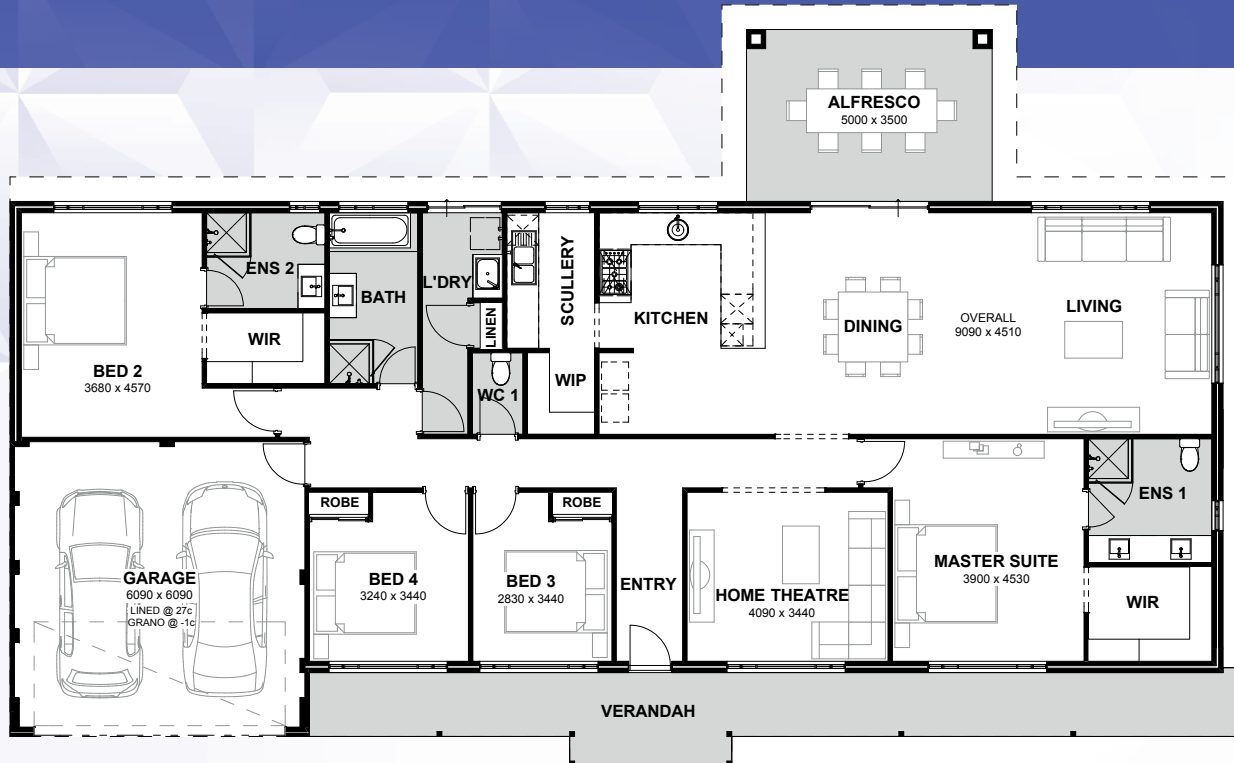 ALFRESCO
5000 x 3500
ENS 2
BATH
L'DRY
LINEN
SCULLERY
KITCHEN
DINING
OVERALL
9090 x 4510
LIVING
WIR
BED 2
3680 x 4570
WC 1
WIP
ROBE
ROBE
ENS 1
GARAGE
6090 x 6090
LINED @ 27c
GRANO @ -1c
BED 4
3240 x 3440
BED 3
2830 x 3440
ENTRY
HOME THEATRE
4090 x 3440
MASTER SUITE
3900 x 4530
WIR
VERANDAH